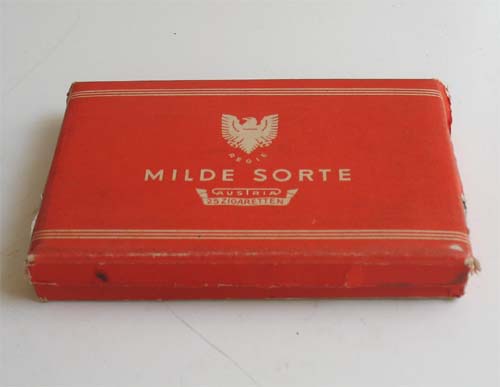 REGIE
MILDE SORTE
AUSTRIA
25 ZIGARETTEN